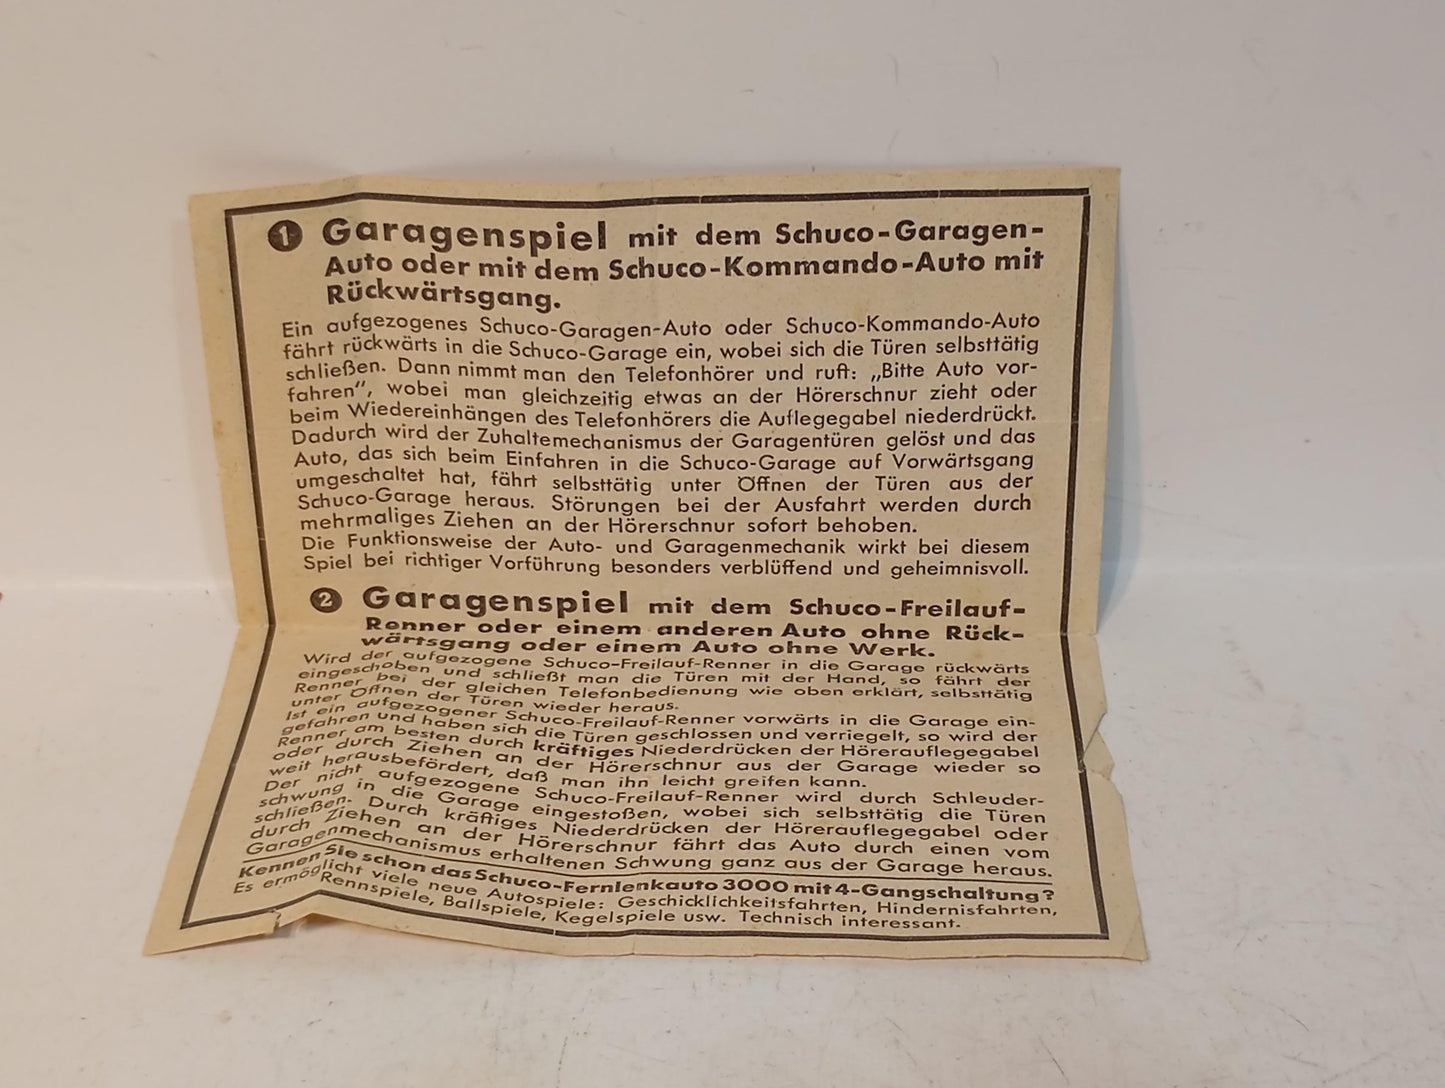 1 Garagenspiel mit dem Schuco-Garagen-
Auto oder mit dem Schuco-Kommando-Auto mit
Rückwärtsgang.
Ein aufgezogenes Schuco-Garagen-Auto oder Schuco-Kommando-Auto
fährt rückwärts in die Schuco-Garage ein, wobei sich die Türen selbsttätig
schließen. Dann nimmt man den Telefonhörer und ruft: „Bitte Auto vor-
fahren“, wobei man gleichzeitig etwas an der Hörerschnur zieht oder
beim Wiedereinhängen des Telefonhörers die Auflegegabel niederdrückt.
Dadurch wird der Zuhaltemechanismus der Garagentüren gelöst und das
Auto, das sich beim Einfahren in die Schuco-Garage auf Vorwärtsgang
umgeschaltet hat, fährt selbsttätig unter Öffnen der Türen aus der
Schuco-Garage heraus. Störungen bei der Ausfahrt werden durch
mehrmaliges Ziehen an der Hörerschnur sofort behoben.
Die Funktionsweise der Auto- und Garagenmechanik wirkt bei diesem
Spiel bei richtiger Vorführung besonders verblüffend und geheimnisvoll.
2 Garagenspiel mit dem Schuco-Freilauf-
Renner oder einem anderen Auto ohne Rück-
wärtsgang oder einem Auto ohne Werk.
Wird der aufgezogene Schuco-Freilauf-Renner in die Garage rückwärts
eingeschoben und schließt man die Türen mit der Hand, so fährt der
Renner bei der gleichen Telefonbedienung wie oben erklärt, selbsttätig
unter Öffnen der Türen wieder heraus.
Ist ein aufgezogener Schuco-Freilauf-Renner vorwärts in die Garage ein-
gefahren und haben sich die Türen geschlossen und verriegelt, so wird der
Renner am besten durch kräftiges Niederdrücken der Hörerauflegegabel
oder durch Ziehen an der Hörerschnur aus der Garage wieder so
weit herausbefördert, daß man ihn leicht greifen kann.
Der nicht aufgezogene Schuco-Freilauf-Renner wird durch Schleuder-
schwung in die Garage eingestoßen, wobei sich selbsttätig die Türen
schließen. Durch kräftiges Niederdrücken der Hörerauflegegabel oder
durch Ziehen an der Hörerschnur fährt das Auto durch einen vom
Garagenmechanismus erhaltenen Schwung ganz aus der Garage heraus.
Kennen Sie schon das Schuco-Fernlenkauto 3000 mit 4-Gangschaltung?
Es ermöglicht viele neue Autospiele: Geschicklichkeitsfahrten, Hindernisfahrten,
Rennspiele, Ballspiele, Kegelspiele usw. Technisch interessant.